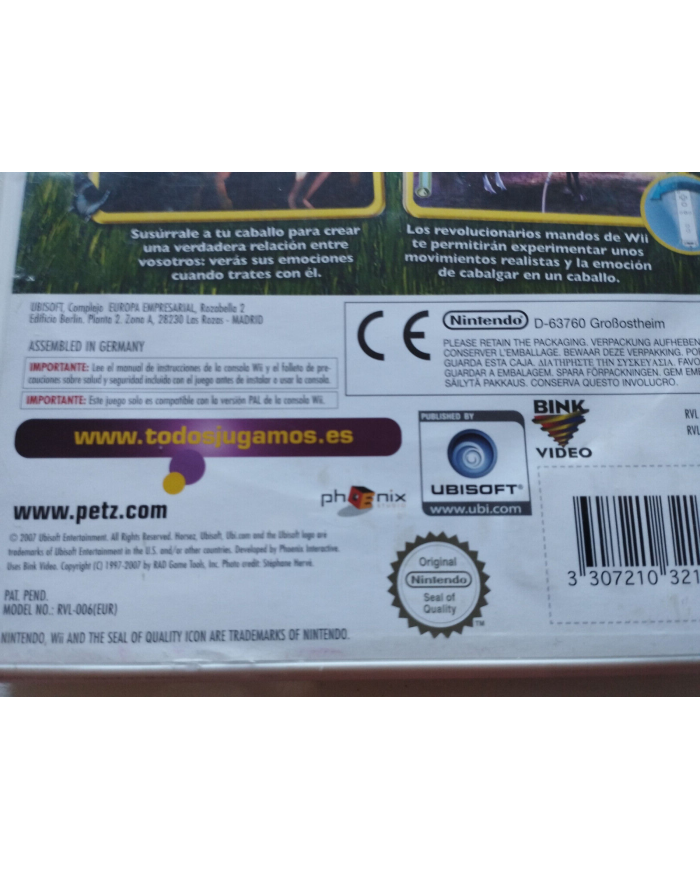 Susúrrale a tu caballo para crear
una verdadera relación entre
vosotros: verás sus emociones
cuando trates con él.
Los revolucionarios mandos de Wii
te permitirán experimentar unos
movimientos realistas y la emoción
de cabalgar en un caballo.
UBISOFT, Complejo EUROPA EMPRESARIAL, Rozabella 2
Edificio Berlín. Planta 2. Zona A, 28230 Las Rozas - MADRID
ASSEMBLED IN GERMANY
IMPORTANTE: Lee el manual de instrucciones de la consola Wii y el folleto de pre-
cauciones sobre salud y seguridad incluido con el juego antes de instalar o usar la consola.
IMPORTANTE: Este juego solo es compatible con la versión PAL de la consola Wii.
CE
Nintendo D-63760 Großostheim
PLEASE RETAIN THE PACKAGING. VERPACKUNG AUFHEBEN
CONSERVER L'EMBALLAGE. BEWAAR DEZE VERPAKKING. PO
GUARDA ESTA CAJA. ΔΙΑΤΗΡΗΣΤΕ ΤΗΝ ΣΥΣΚΕΥΑΣΙΑ. FAVO
GUARDAR A EMBALAGEM. SPARA FÖRPACKNINGEN. GEM EM
SÄILYTÄ PAKKAUS. CONSERVA QUESTO INVOLUCRO.
www.todosjugamos.es
www.petz.com
phoenix
STUDIO
PUBLISHED BY
UBISOFT®
www.ubi.com
BINK
VIDEO
RVL
RVL
© 2007 Ubisoft Entertainment. All Rights Reserved. Horsez, Ubisoft, Ubi.com and the Ubisoft logo are
trademarks of Ubisoft Entertainment in the U.S. and/or other countries. Developed by Phoenix Interactive.
Uses Bink Video. Copyright (C) 1997-2007 by RAD Game Tools, Inc. Photo credit: Stéphane Hervé.
PAT. PEND.
MODEL NO.: RVL-006(EUR)
NINTENDO, Wii AND THE SEAL OF QUALITY ICON ARE TRADEMARKS OF NINTENDO.
Original
Nintendo
Seal of
Quality
TM
3 307210 321